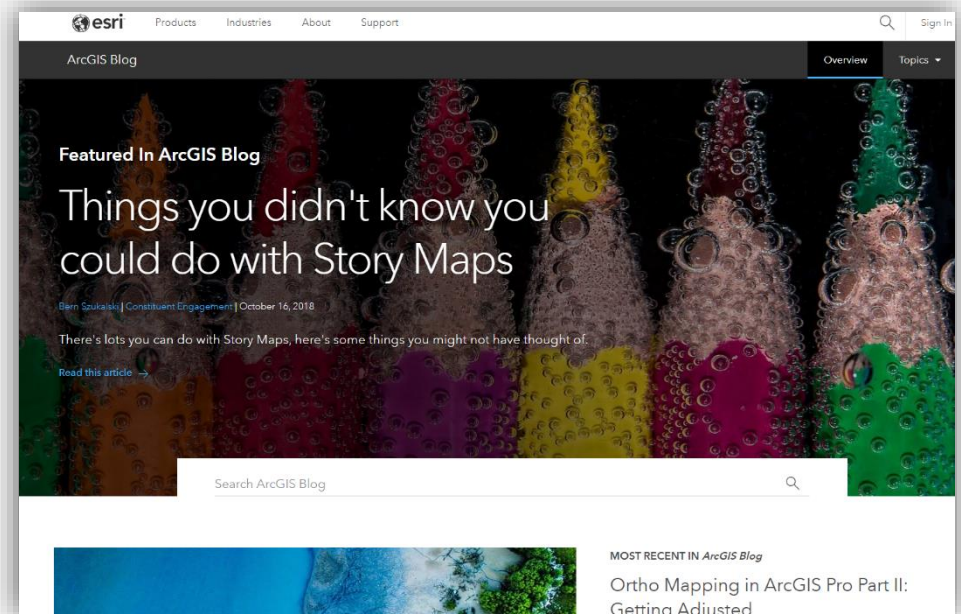 esri
Products Industries About Support
Sign In
ArcGIS Blog
Overview Topics
Featured In ArcGIS Blog
Things you didn't know you
could do with Story Maps
Bern Szukalski | Constituent Engagement | October 16, 2018
There's lots you can do with Story Maps, here's some things you might not have thought of.
Read this article →
Search ArcGIS Blog
MOST RECENT IN ArcGIS Blog
Ortho Mapping in ArcGIS Pro Part II:
Getting Adjusted